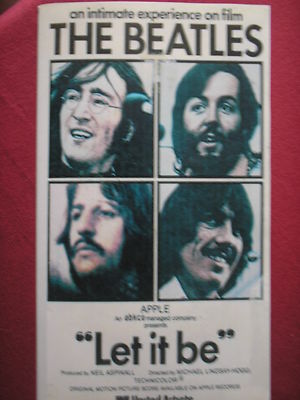 an intimate experience on film
THE BEATLES
APPLE
An abkco managed company
presents
"Let it be"
Produced by NEIL ASPINALL Directed by MICHAEL LINDSAY-HOGG
TECHNICOLOR®
ORIGINAL MOTION PICTURE SCORE AVAILABLE ON APPLE RECORDS
United Artists